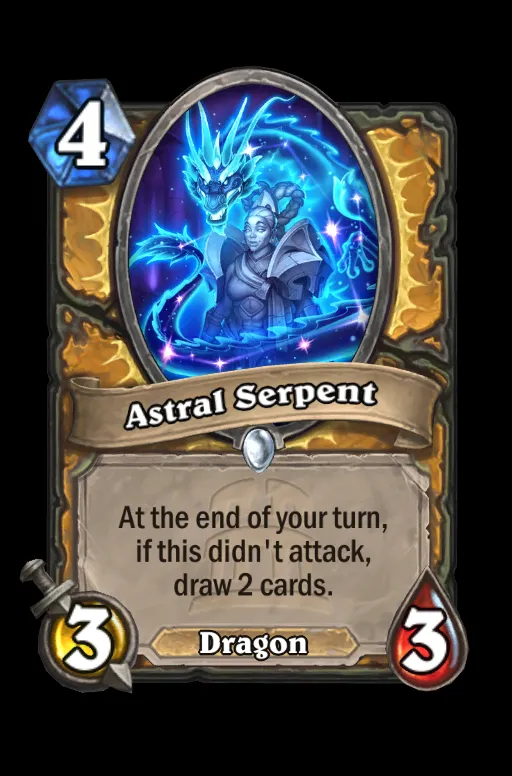 4
Astral Serpent
At the end of your turn,
if this didn't attack,
draw 2 cards.
3
Dragon
3